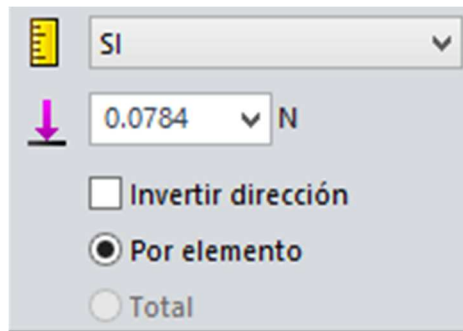 SI
0.0784 N
Invertir dirección
Por elemento
Total